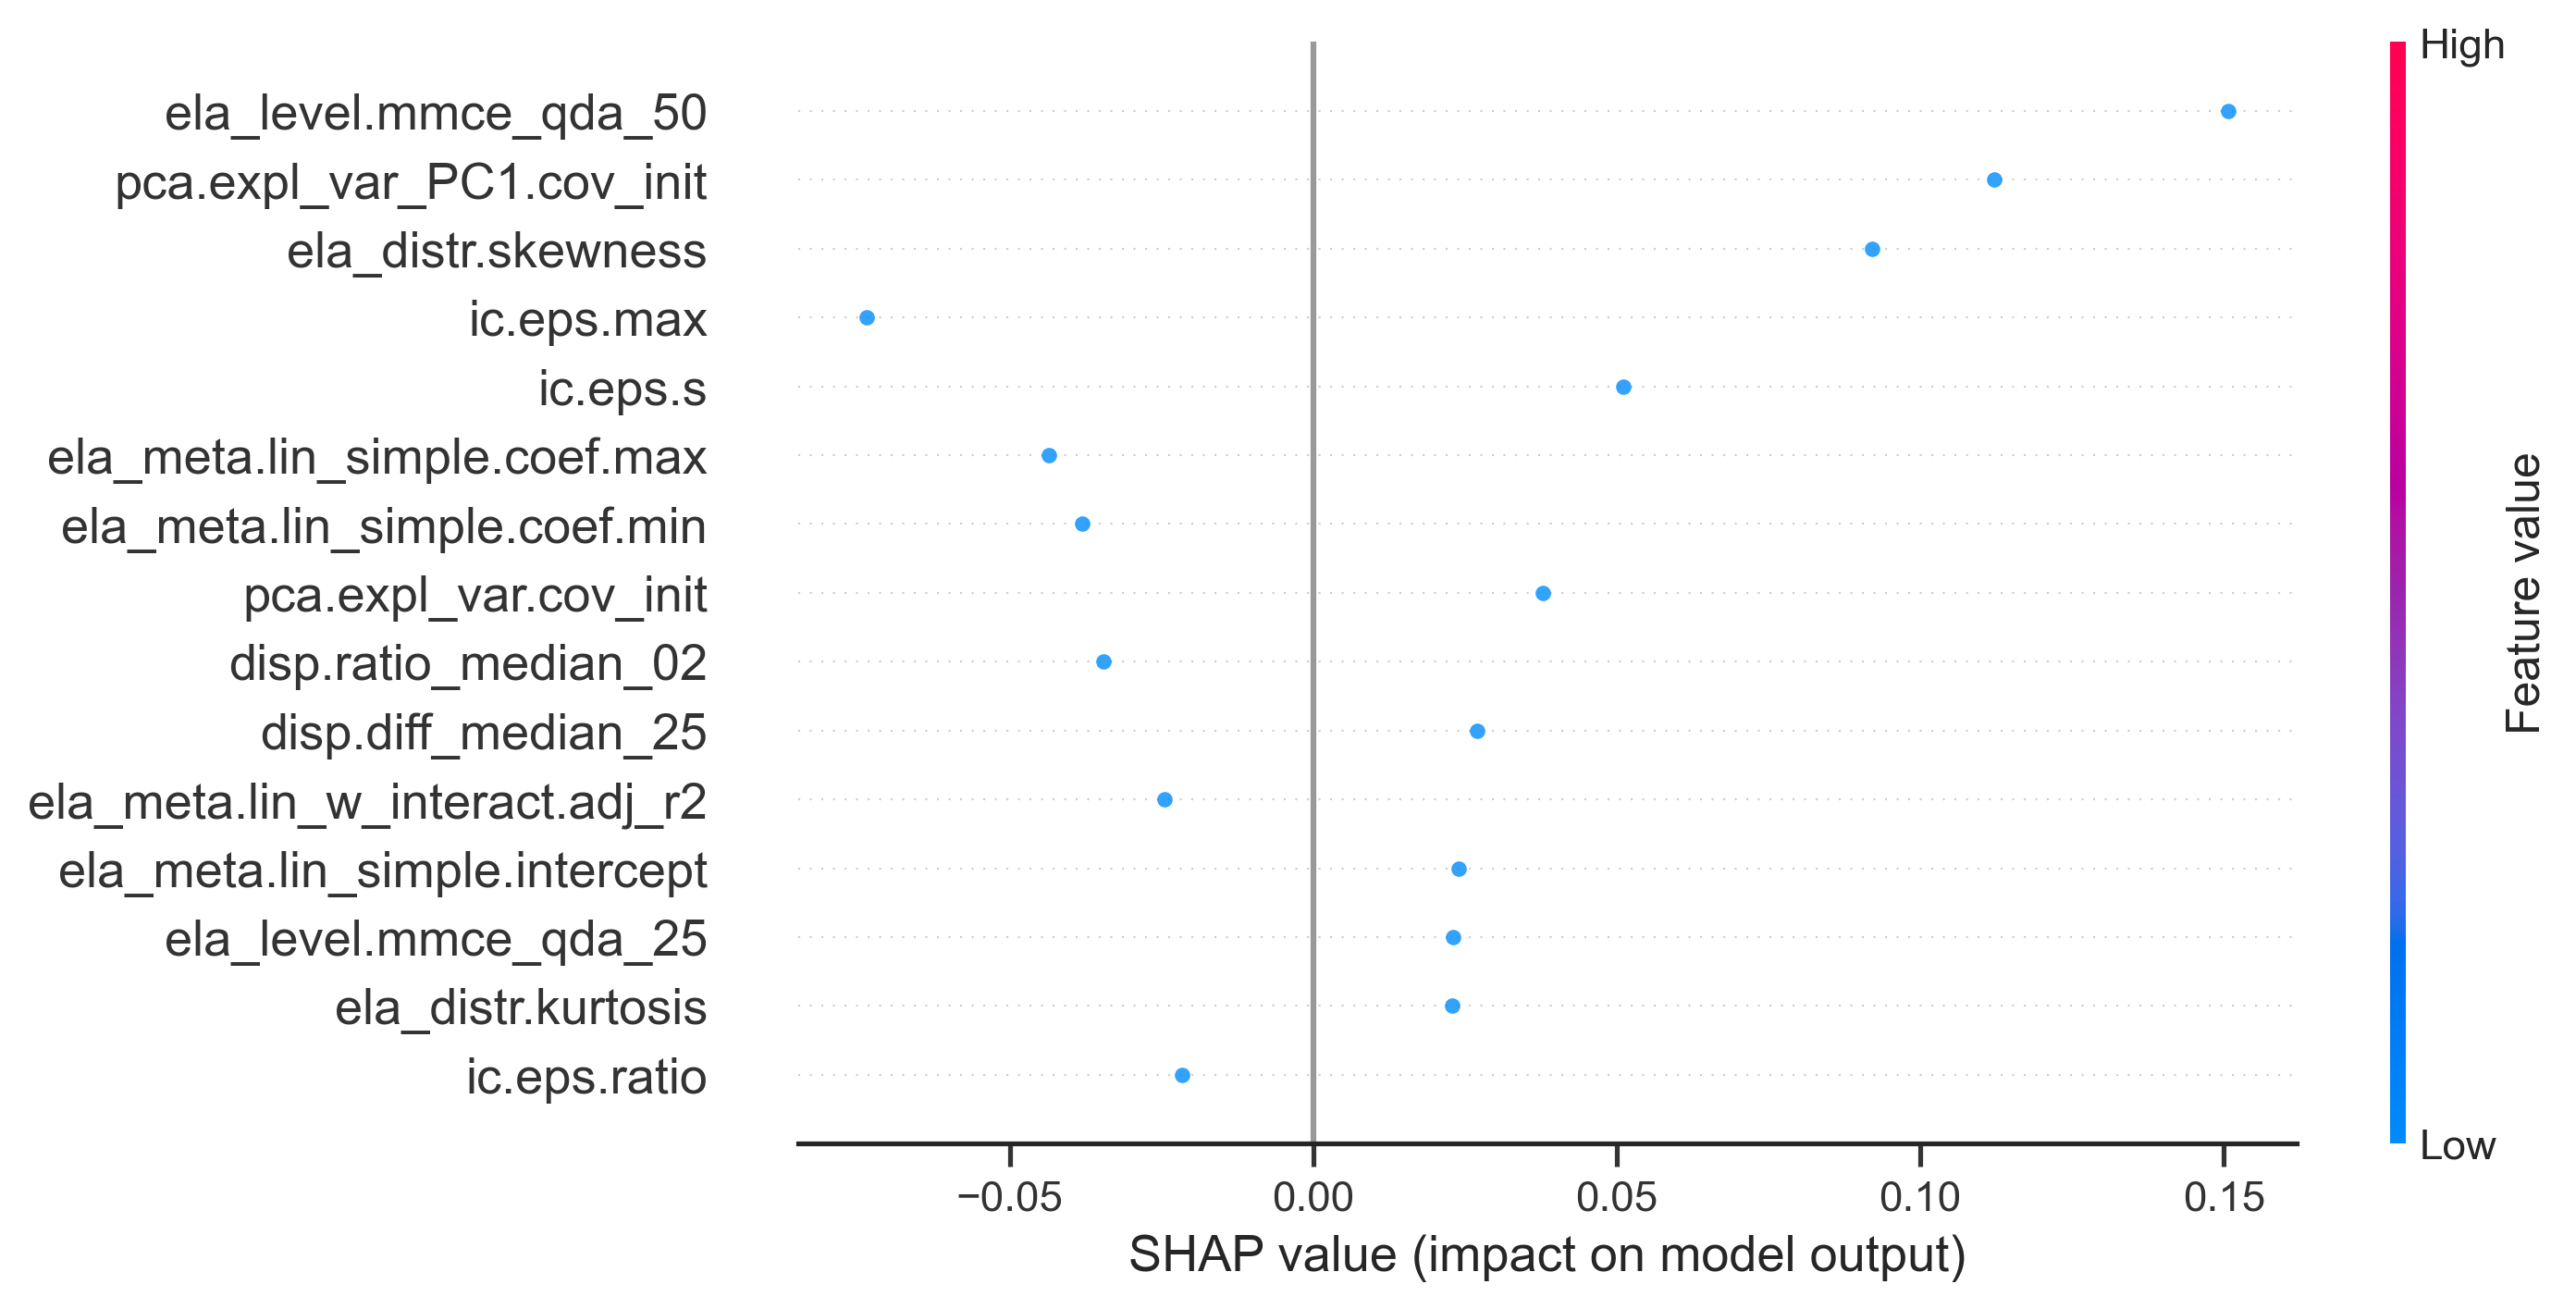 High
ela_level.mmce_qda_50
pca.expl_var_PC1.cov_init
ela_distr.skewness
ic.eps.max
ic.eps.s
ela_meta.lin_simple.coef.max
ela_meta.lin_simple.coef.min
pca.expl_var.cov_init
disp.ratio_median_02
disp.diff_median_25
ela_meta.lin_w_interact.adj_r2
ela_meta.lin_simple.intercept
ela_level.mmce_qda_25
ela_distr.kurtosis
ic.eps.ratio
Feature value
Low
−0.05 0.00 0.05 0.10 0.15
SHAP value (impact on model output)